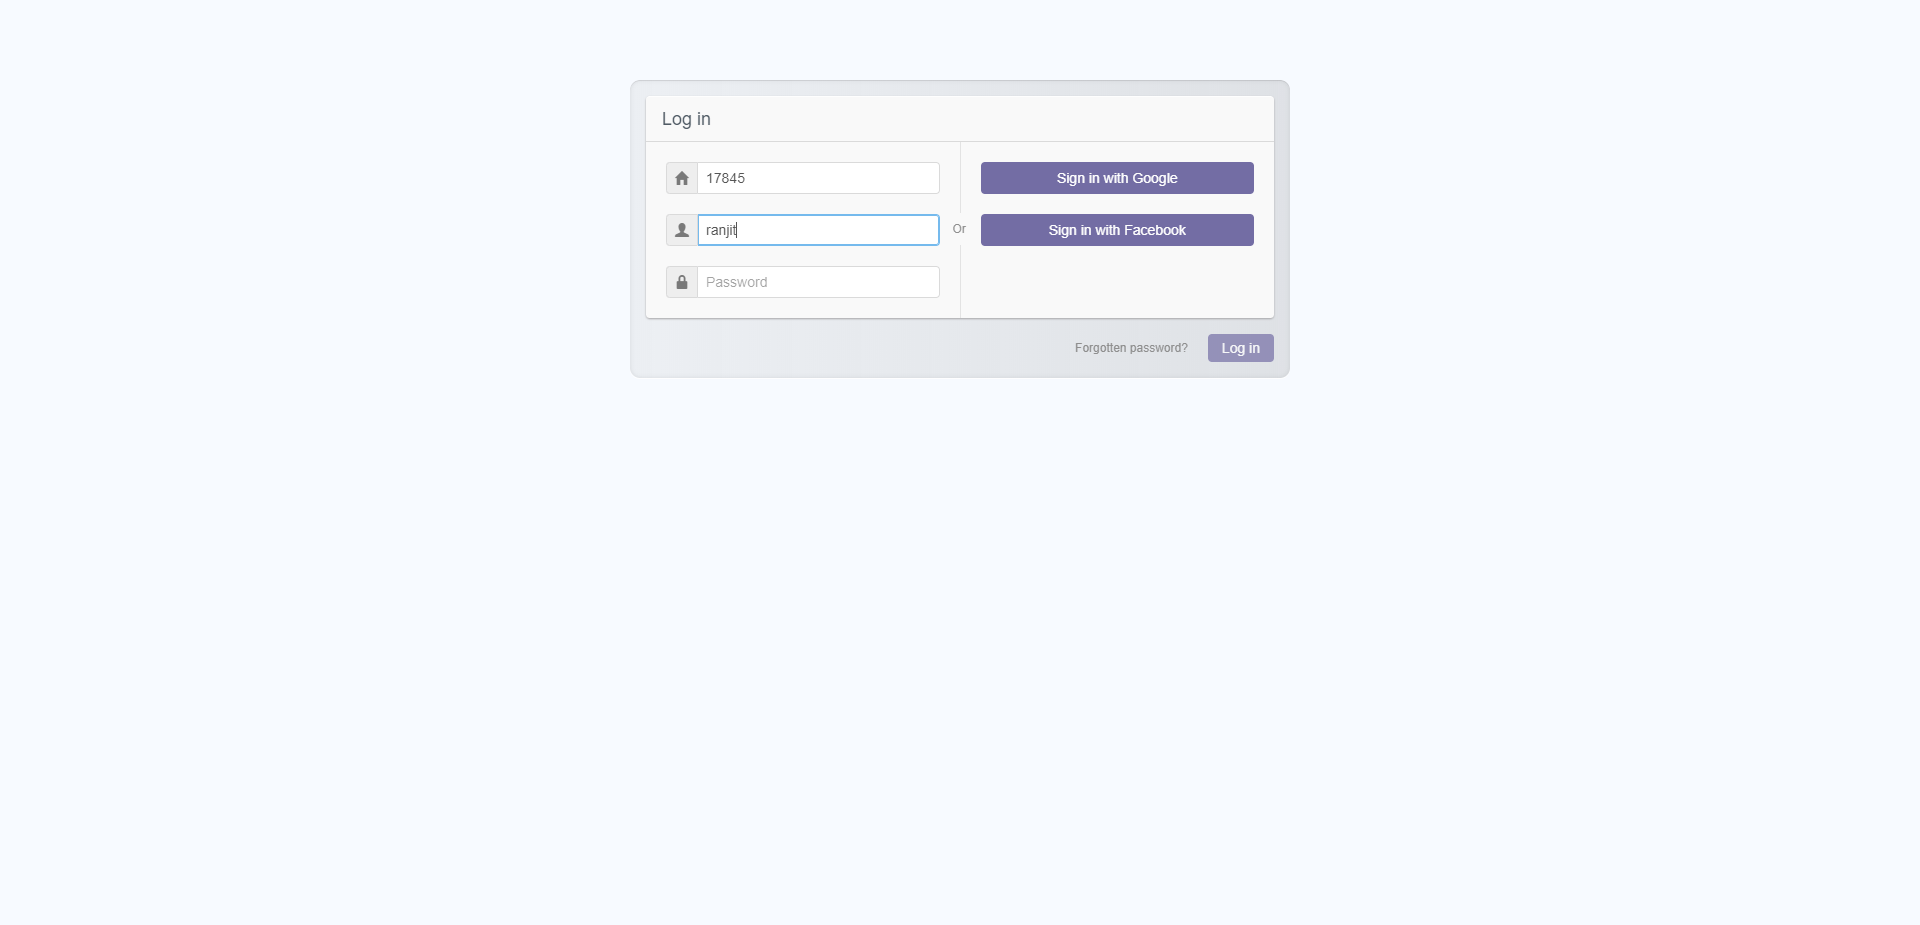 Log in
17845
ranjit
Password
Or
Sign in with Google
Sign in with Facebook
Forgotten password?
Log in